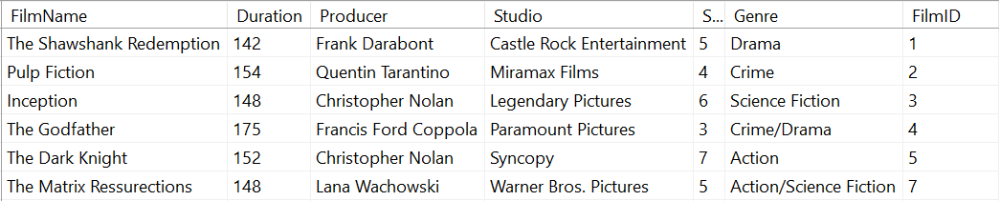 FilmName Duration Producer Studio S... Genre FilmID
The Shawshank Redemption 142 Frank Darabont Castle Rock Entertainment 5 Drama 1
Pulp Fiction 154 Quentin Tarantino Miramax Films 4 Crime 2
Inception 148 Christopher Nolan Legendary Pictures 6 Science Fiction 3
The Godfather 175 Francis Ford Coppola Paramount Pictures 3 Crime/Drama 4
The Dark Knight 152 Christopher Nolan Syncopy 7 Action 5
The Matrix Ressurections 148 Lana Wachowski Warner Bros. Pictures 5 Action/Science Fiction 7